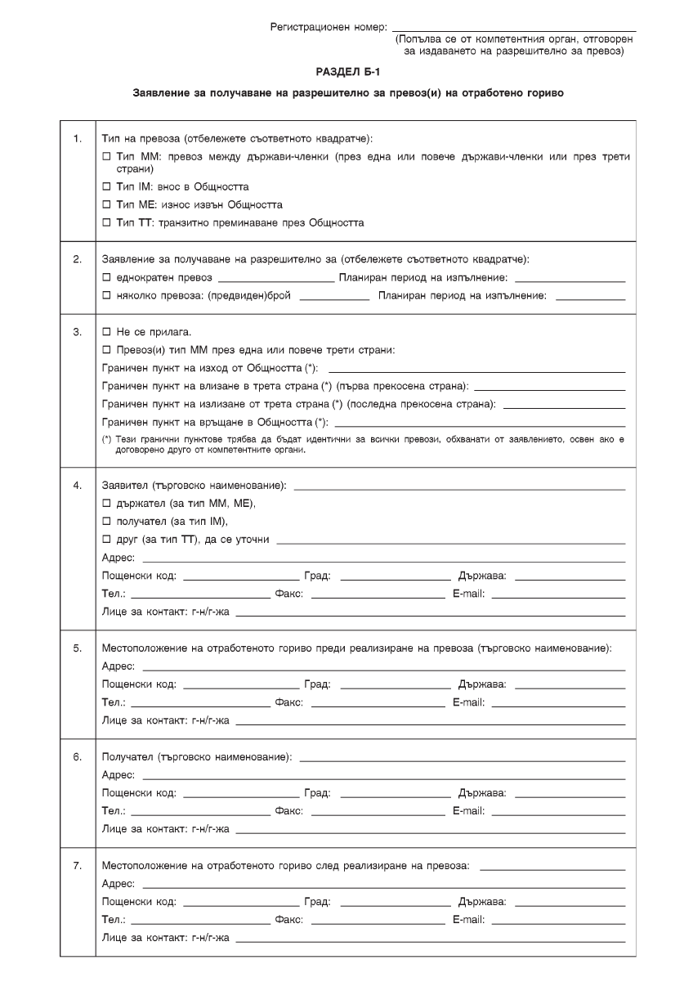 Регистрационен номер:
(Попълва се от компетентния орган, отговорен
за издаването на разрешително за превоз)
РАЗДЕЛ Б-1
Заявление за получаване на разрешително за превоз(и) на отработено гориво
1. Тип на превоза (отбележете съответното квадратче):
☐ Тип MM: превоз между държави-членки (през една или повече държави-членки или през трети
страни)
☐ Тип IM: внос в Общността
☐ Тип ME: износ извън Общността
☐ Тип TT: транзитно преминаване през Общността
2. Заявление за получаване на разрешително за (отбележете съответното квадратче):
☐ еднократен превоз Планиран период на изпълнение:
☐ няколко превоза: (предвиден)брой Планиран период на изпълнение:
3. ☐ Не се прилага.
☐ Превоз(и) тип MM през една или повече трети страни:
Граничен пункт на изход от Общността (*):
Граничен пункт на влизане в трета страна (*) (първа прекосена страна):
Граничен пункт на излизане от трета страна (*) (последна прекосена страна):
Граничен пункт на връщане в Общността (*):
(*) Тези гранични пунктове трябва да бъдат идентични за всички превози, обхванати от заявлението, освен ако е
договорено друго от компетентните органи.
4. Заявител (търговско наименование):
☐ държател (за тип MM, ME),
☐ получател (за тип IM),
☐ друг (за тип TT), да се уточни
Адрес:
Пощенски код: Град: Държава:
Тел.: Факс: E-mail:
Лице за контакт: г-н/г-жа
5. Местоположение на отработеното гориво преди реализиране на превоза (търговско наименование):
Адрес:
Пощенски код: Град: Държава:
Тел.: Факс: E-mail:
Лице за контакт: г-н/г-жа
6. Получател (търговско наименование):
Адрес:
Пощенски код: Град: Държава:
Тел.: Факс: E-mail:
Лице за контакт: г-н/г-жа
7. Местоположение на отработеното гориво след реализиране на превоза:
Адрес:
Пощенски код: Град: Държава:
Тел.: Факс: E-mail:
Лице за контакт: г-н/г-жа